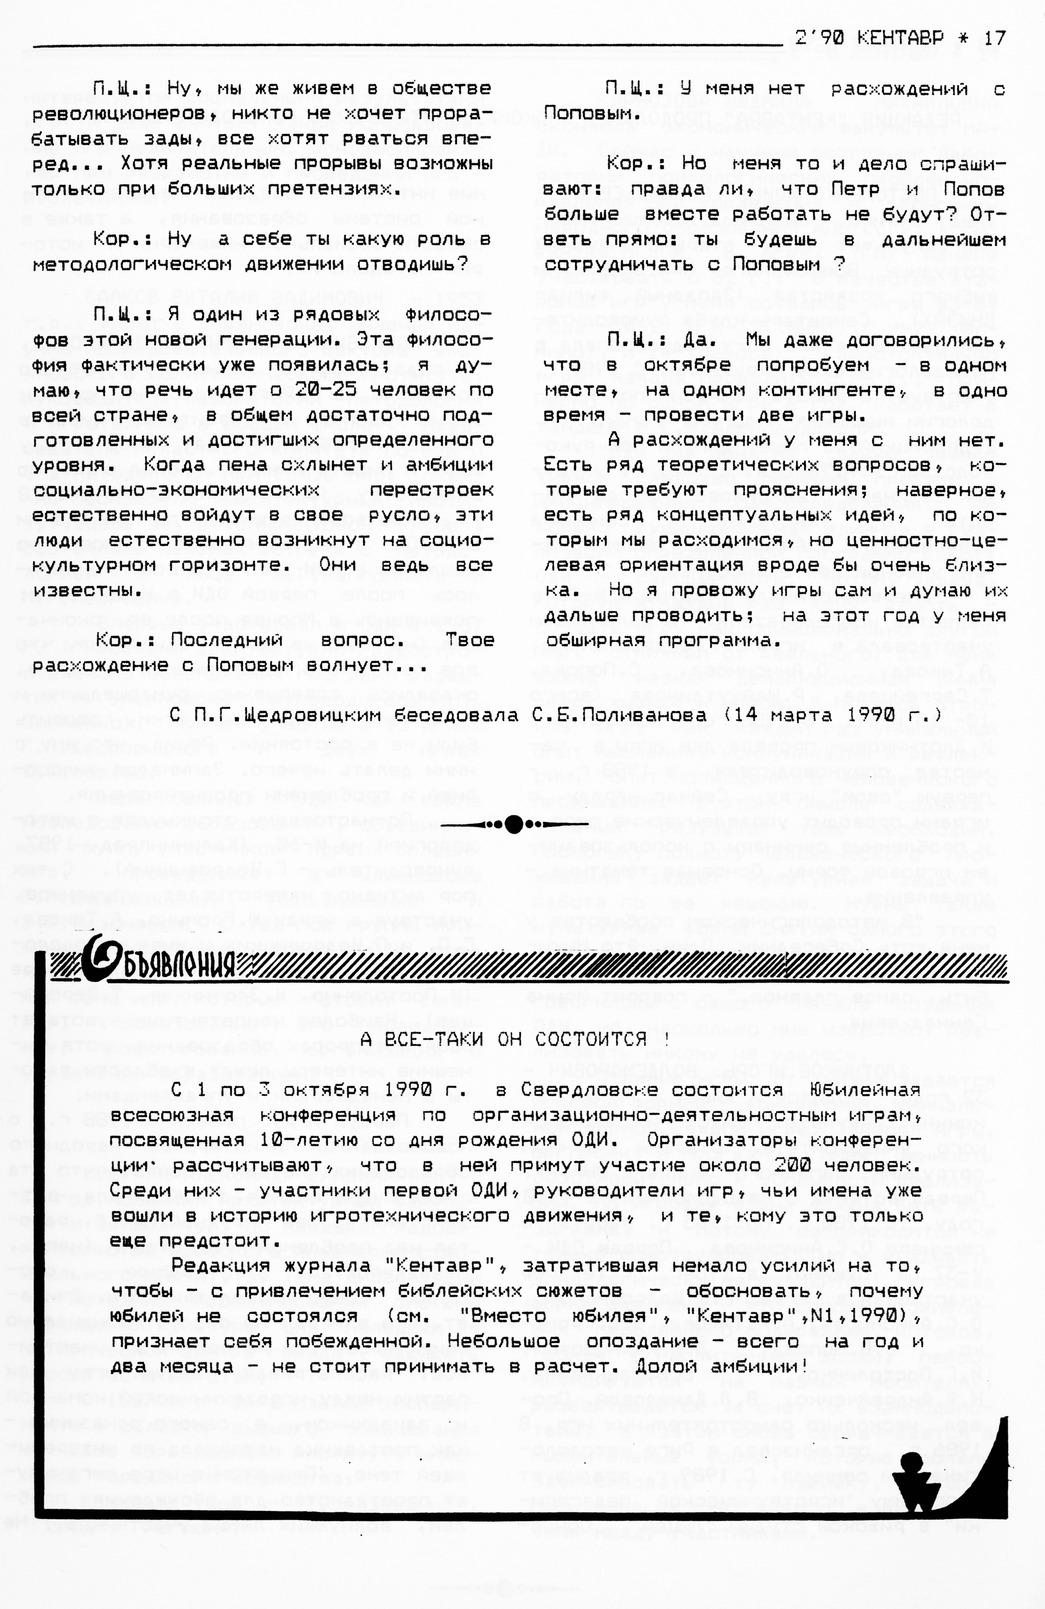 2'90 КЕНТАВР * 17
П.Щ.: Ну, мы же живем в обществе
революционеров, никто не хочет прора-
батывать зады, все хотят рваться впе-
ред... Хотя реальные прорывы возможны
только при больших претензиях.
Кор.: Ну а себе ты какую роль в
методологическом движении отводишь?
П.Щ.: Я один из рядовых филосо-
фов этой новой генерации. Эта филосо-
фия фактически уже появилась; я ду-
маю, что речь идет о 20-25 человек по
всей стране, в общем достаточно под-
готовленных и достигших определенного
уровня. Когда пена схлынет и амбиции
социально-экономических перестроек
естественно войдут в свое русло, эти
люди естественно возникнут на социо-
культурном горизонте. Они ведь все
известны.
Кор.: Последний вопрос. Твое
расхождение с Поповым волнует...
П.Щ.: У меня нет расхождений с
Поповым.
Кор.: Но меня то и дело спраши-
вают: правда ли, что Петр и Попов
больше вместе работать не будут? От-
веть прямо: ты будешь в дальнейшем
сотрудничать с Поповым ?
П.Щ.: Да. Мы даже договорились,
что в октябре попробуем - в одном
месте, на одном контингенте, в одно
время - провести две игры.
А расхождений у меня с ним нет.
Есть ряд теоретических вопросов, ко-
торые требуют прояснения; наверное,
есть ряд концептуальных идей, по ко-
торым мы расходимся, но ценностно-це-
левая ориентация вроде бы очень близ-
ка. Но я провожу игры сам и думаю их
дальше проводить; на этот год у меня
обширная программа.
С П.Г.Щедровицким беседовала С.Б.Поливанова (14 марта 1990 г.)
Объявления
А ВСЕ-ТАКИ ОН СОСТОИТСЯ !
С 1 по 3 октября 1990 г. в Свердловске состоится Юбилейная
всесоюзная конференция по организационно-деятельностным играм,
посвященная 10-летию со дня рождения ОДИ. Организаторы конферен-
ции рассчитывают, что в ней примут участие около 200 человек.
Среди них - участники первой ОДИ, руководители игр, чьи имена уже
вошли в историю игротехнического движения, и те, кому это только
еще предстоит.
Редакция журнала "Кентавр", затратившая немало усилий на то,
чтобы - с привлечением библейских сюжетов - обосновать, почему
юбилей не состоялся (см. "Вместо юбилея", "Кентавр",N1,1990),
признает себя побежденной. Небольшое опоздание - всего на год и
два месяца - не стоит принимать в расчет. Долой амбиции!